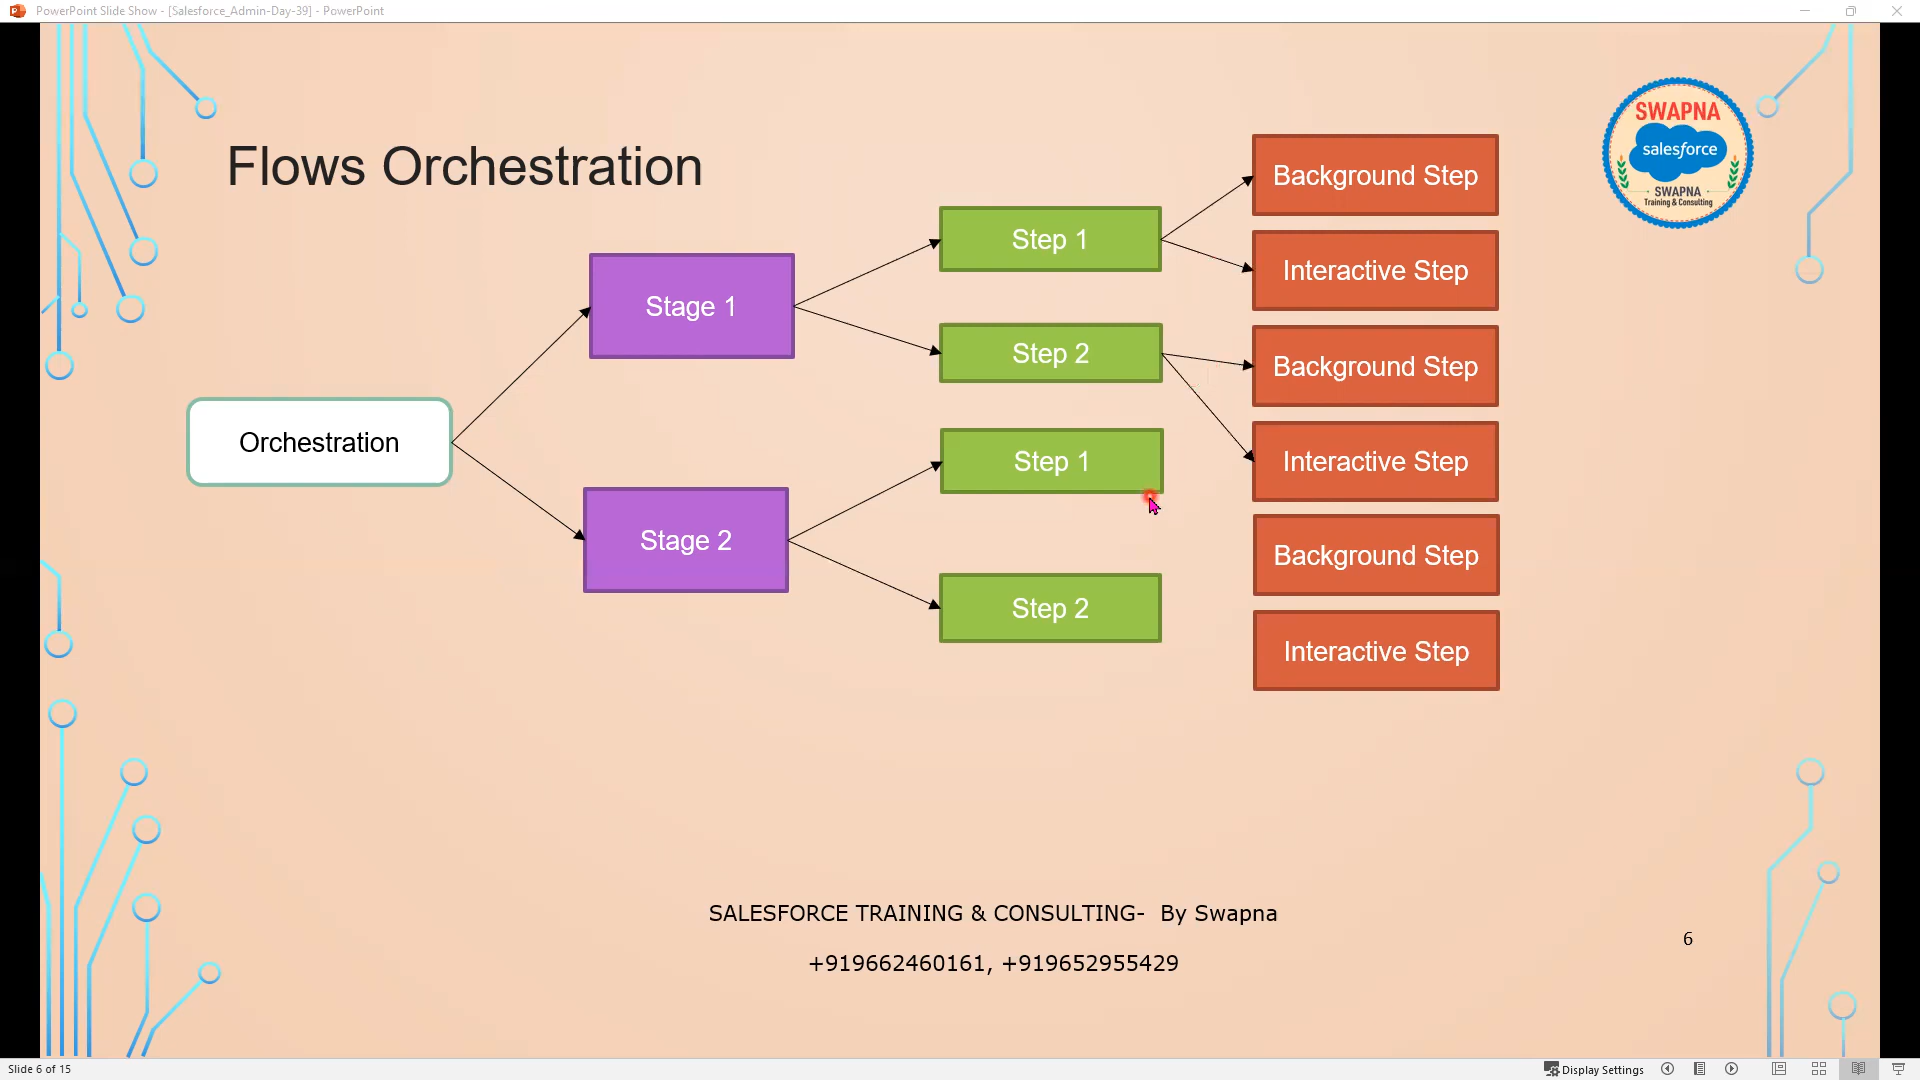 PowerPoint Slide Show - [Salesforce_Admin-Day-39] - PowerPoint
Flows Orchestration
SWAPNA
salesforce
SWAPNA
Training & Consulting
Orchestration
Stage 1
Stage 2
Step 1
Step 2
Step 1
Step 2
Background Step
Interactive Step
Background Step
Interactive Step
Background Step
Interactive Step
SALESFORCE TRAINING & CONSULTING- By Swapna
+919662460161, +919652955429
6
Slide 6 of 15
Display Settings